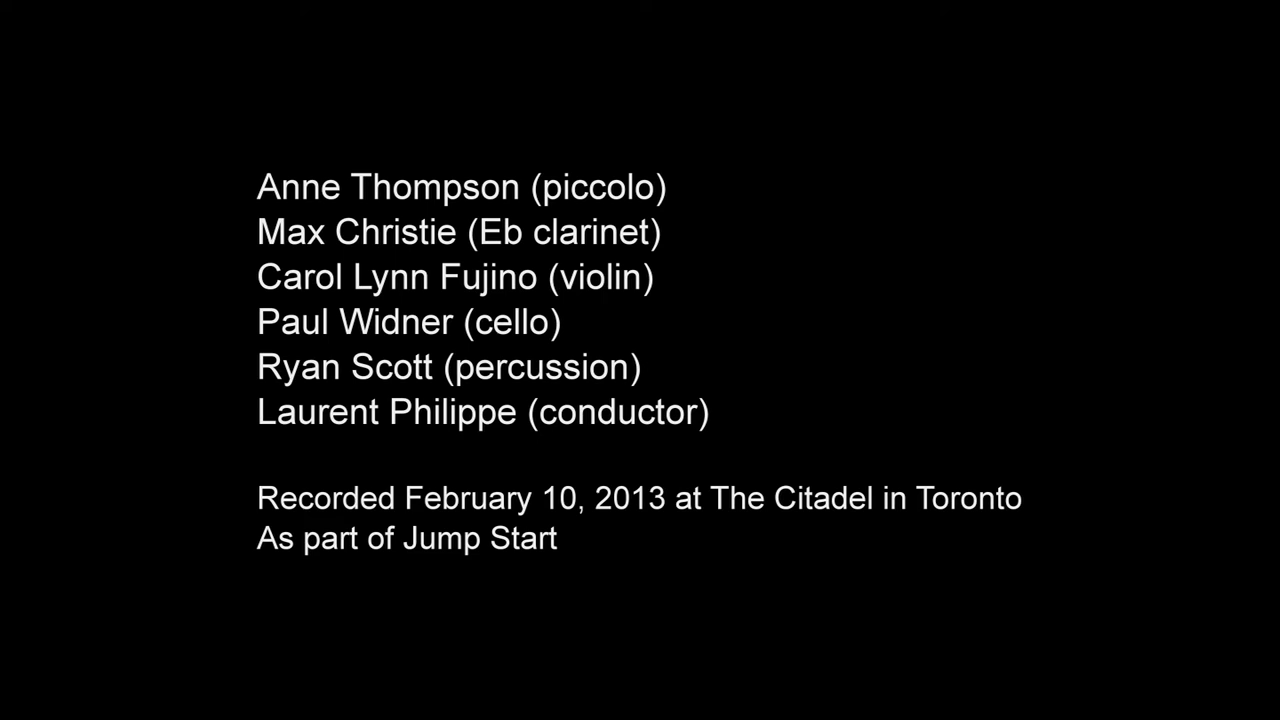 Anne Thompson (piccolo)
Max Christie (Eb clarinet)
Carol Lynn Fujino (violin)
Paul Widner (cello)
Ryan Scott (percussion)
Laurent Philippe (conductor)
Recorded February 10, 2013 at The Citadel in Toronto
As part of Jump Start